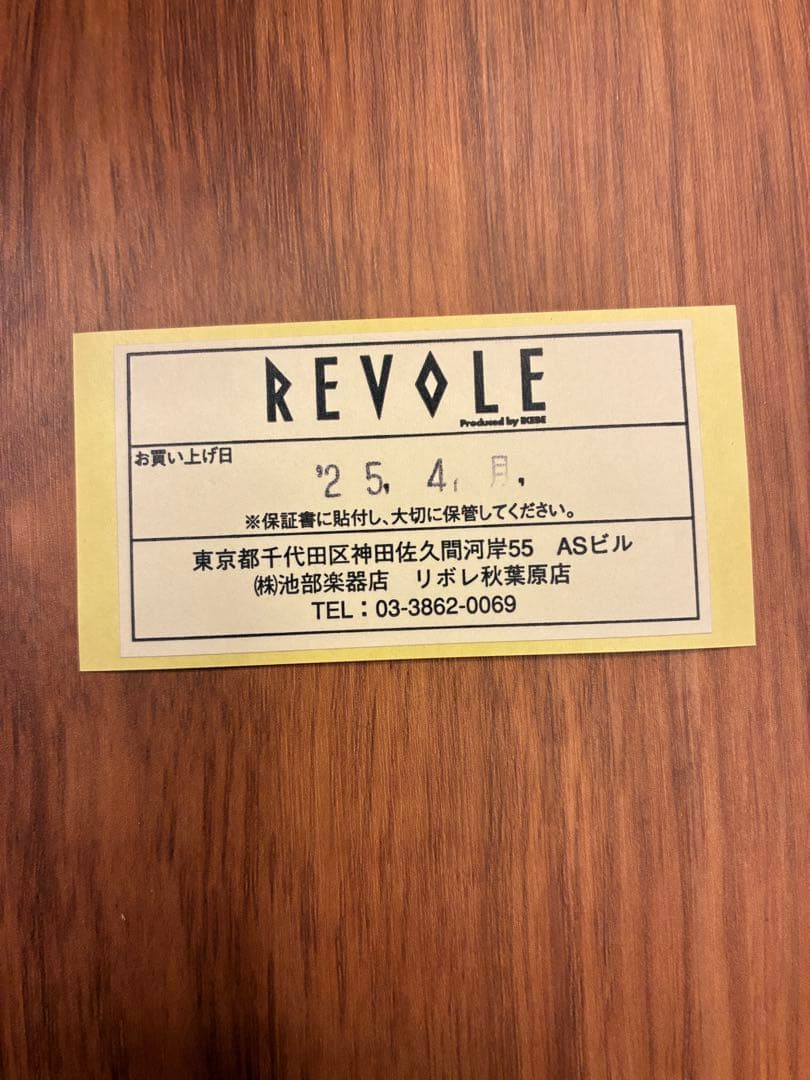 REVOLE
Produced by IKEBE
お買い上げ日
'25, 4, 月,
※保証書に貼付し、大切に保管してください。
東京都千代田区神田佐久間河岸55 ASビル
㈱池部楽器店 リボレ秋葉原店
TEL：03-3862-0069